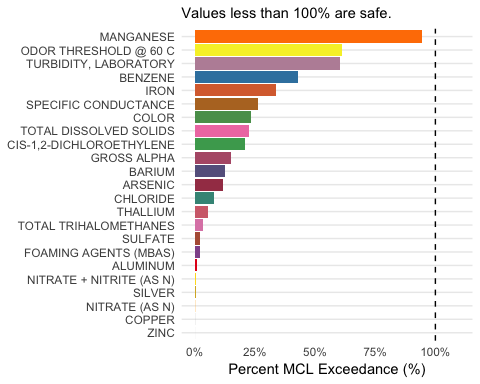 Values less than 100% are safe.
MANGANESE
ODOR THRESHOLD @ 60 C
TURBIDITY, LABORATORY
BENZENE
IRON
SPECIFIC CONDUCTANCE
COLOR
TOTAL DISSOLVED SOLIDS
CIS-1,2-DICHLOROETHYLENE
GROSS ALPHA
BARIUM
ARSENIC
CHLORIDE
THALLIUM
TOTAL TRIHALOMETHANES
SULFATE
FOAMING AGENTS (MBAS)
ALUMINUM
NITRATE + NITRITE (AS N)
SILVER
NITRATE (AS N)
COPPER
ZINC
0% 25% 50% 75% 100%
Percent MCL Exceedance (%)